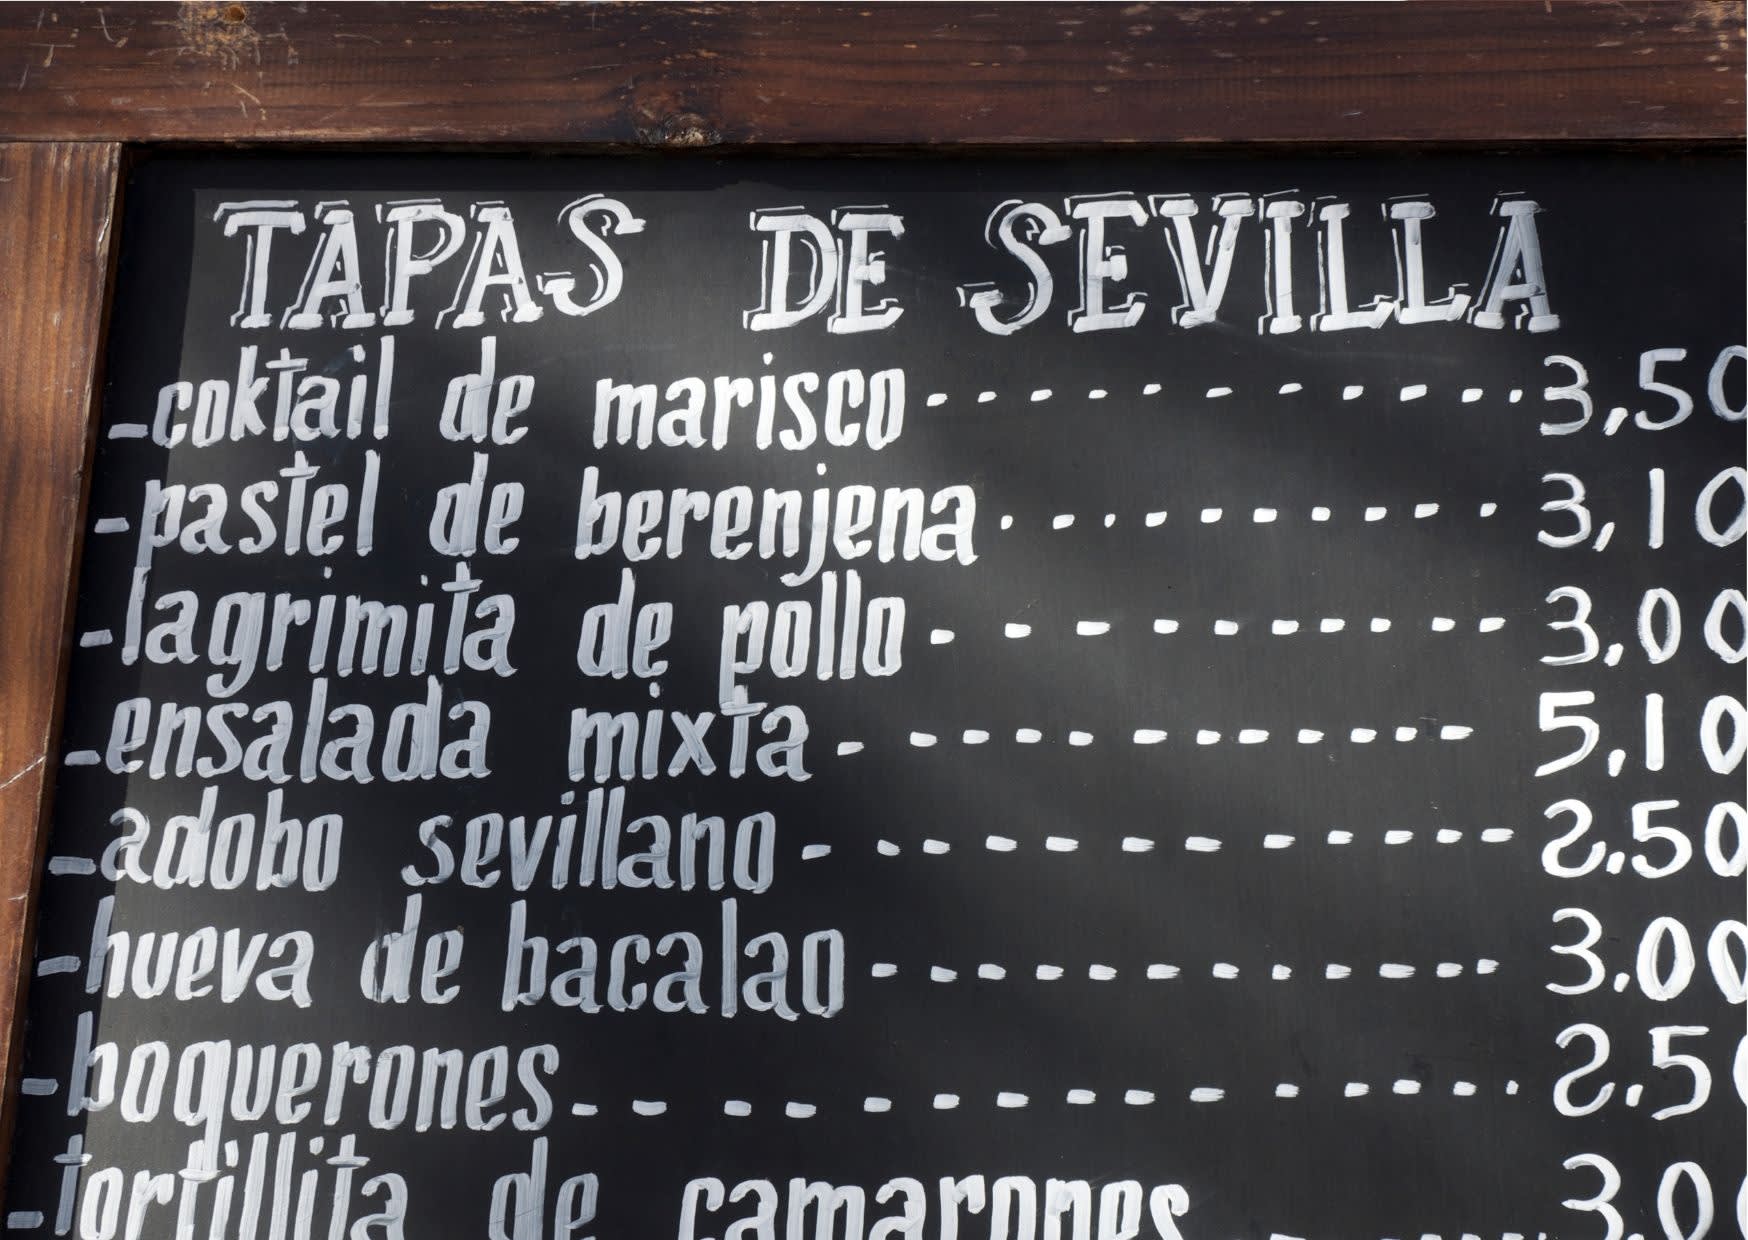 TAPAS DE SEVILLA
-coktail de marisco----------3,50
-pastel de berenjena----------3,10
-lagrimita de pollo----------3,00
-ensalada mixta-----------5,10
-adobo sevillano----------2.50
-hueva de bacalao------------3.00
-boquerones---------------2.50
-tortillita de camarones-----3.00